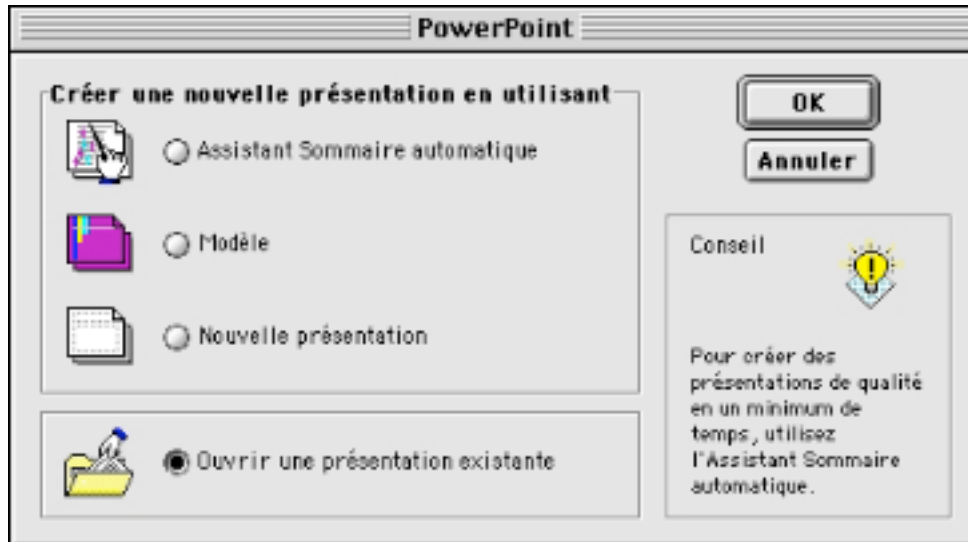 PowerPoint
Créer une nouvelle présentation en utilisant
Assistant Sommaire automatique
Modèle
Nouvelle présentation
Ouvrir une présentation existante
OK
Annuler
Conseil
Pour créer des
présentations de qualité
en un minimum de
temps, utilisez
l'Assistant Sommaire
automatique.